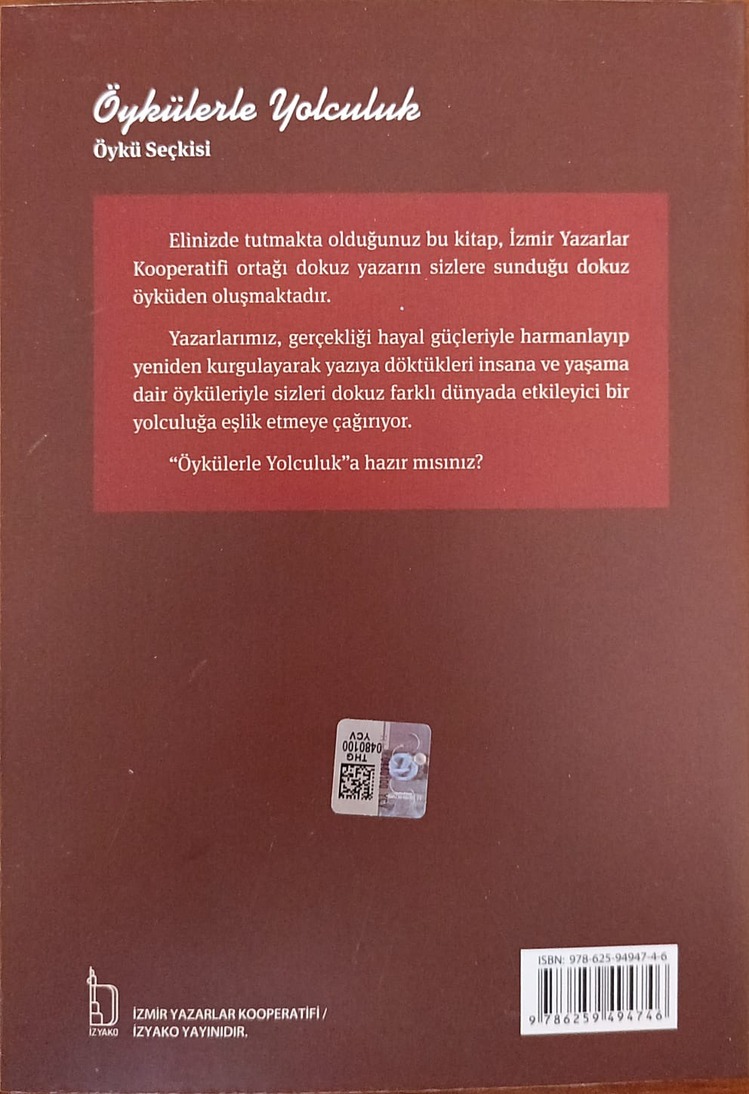 Öykülerle Yolculuk
Öykü Seçkisi
Elinizde tutmakta olduğunuz bu kitap, İzmir Yazarlar
Kooperatifi ortağı dokuz yazarın sizlere sunduğu dokuz
öyküden oluşmaktadır.
Yazarlarımız, gerçekliği hayal güçleriyle harmanlayıp
yeniden kurgulayarak yazıya döktükleri insana ve yaşama
dair öyküleriyle sizleri dokuz farklı dünyada etkileyici bir
yolculuğa eşlik etmeye çağırıyor.
“Öykülerle Yolculuk”a hazır mısınız?
THG
0480100
YCV
İZYAKO
İZMİR YAZARLAR KOOPERATİFİ /
İZYAKO YAYINIDIR.
ISBN: 978-625-94947-4-6
9 786259 494746